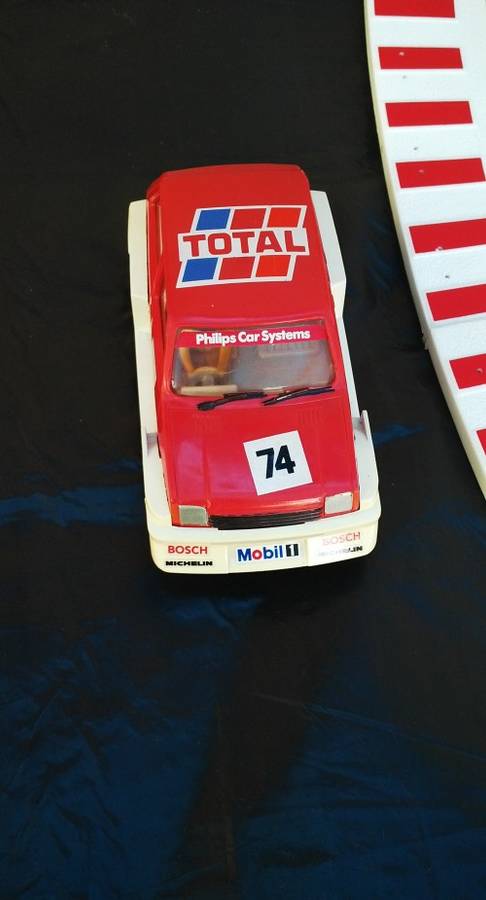 TOTAL
Philips Car Systems
74
BOSCH
Mobil 1
BOSCH
MICHELIN
MICHELIN